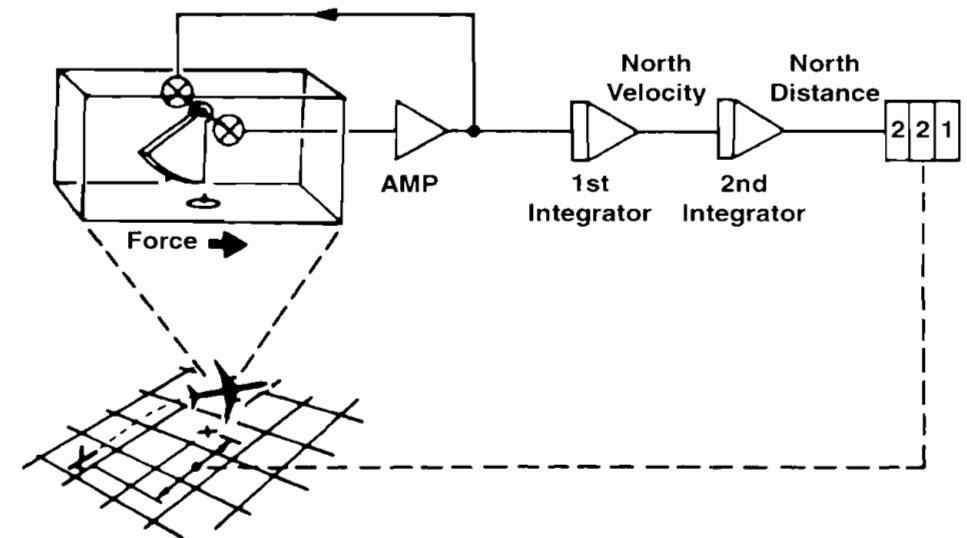 North
Velocity
North
Distance
2 2 1
AMP
1st
Integrator
2nd
Integrator
Force